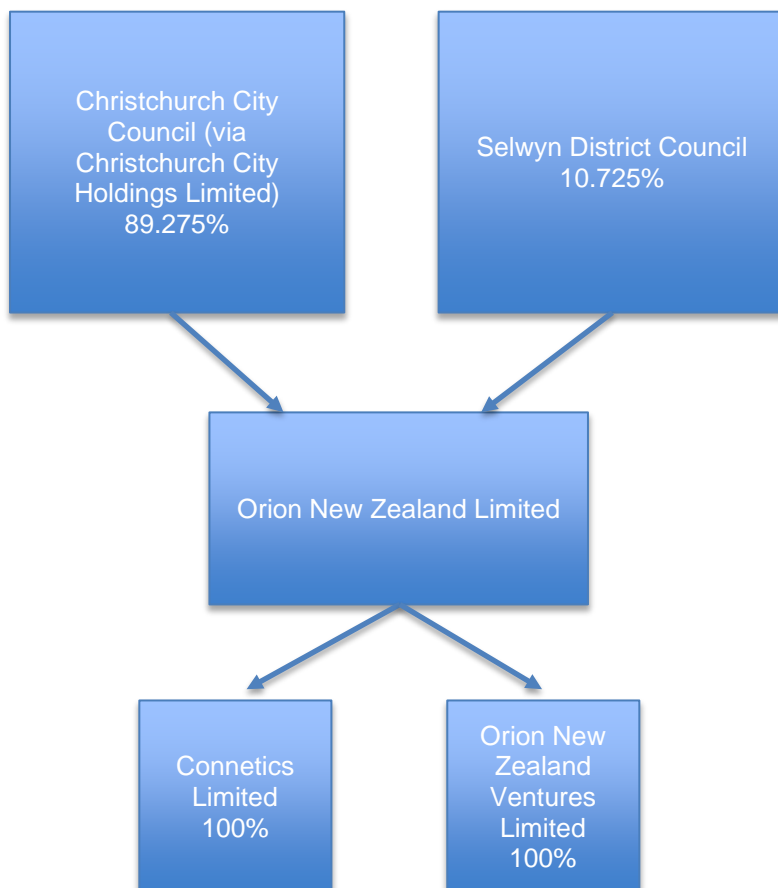 Christchurch City
Council (via
Christchurch City
Holdings Limited)
89.275%
Selwyn District Council
10.725%
Orion New Zealand Limited
Connetics
Limited
100%
Orion New
Zealand
Ventures
Limited
100%